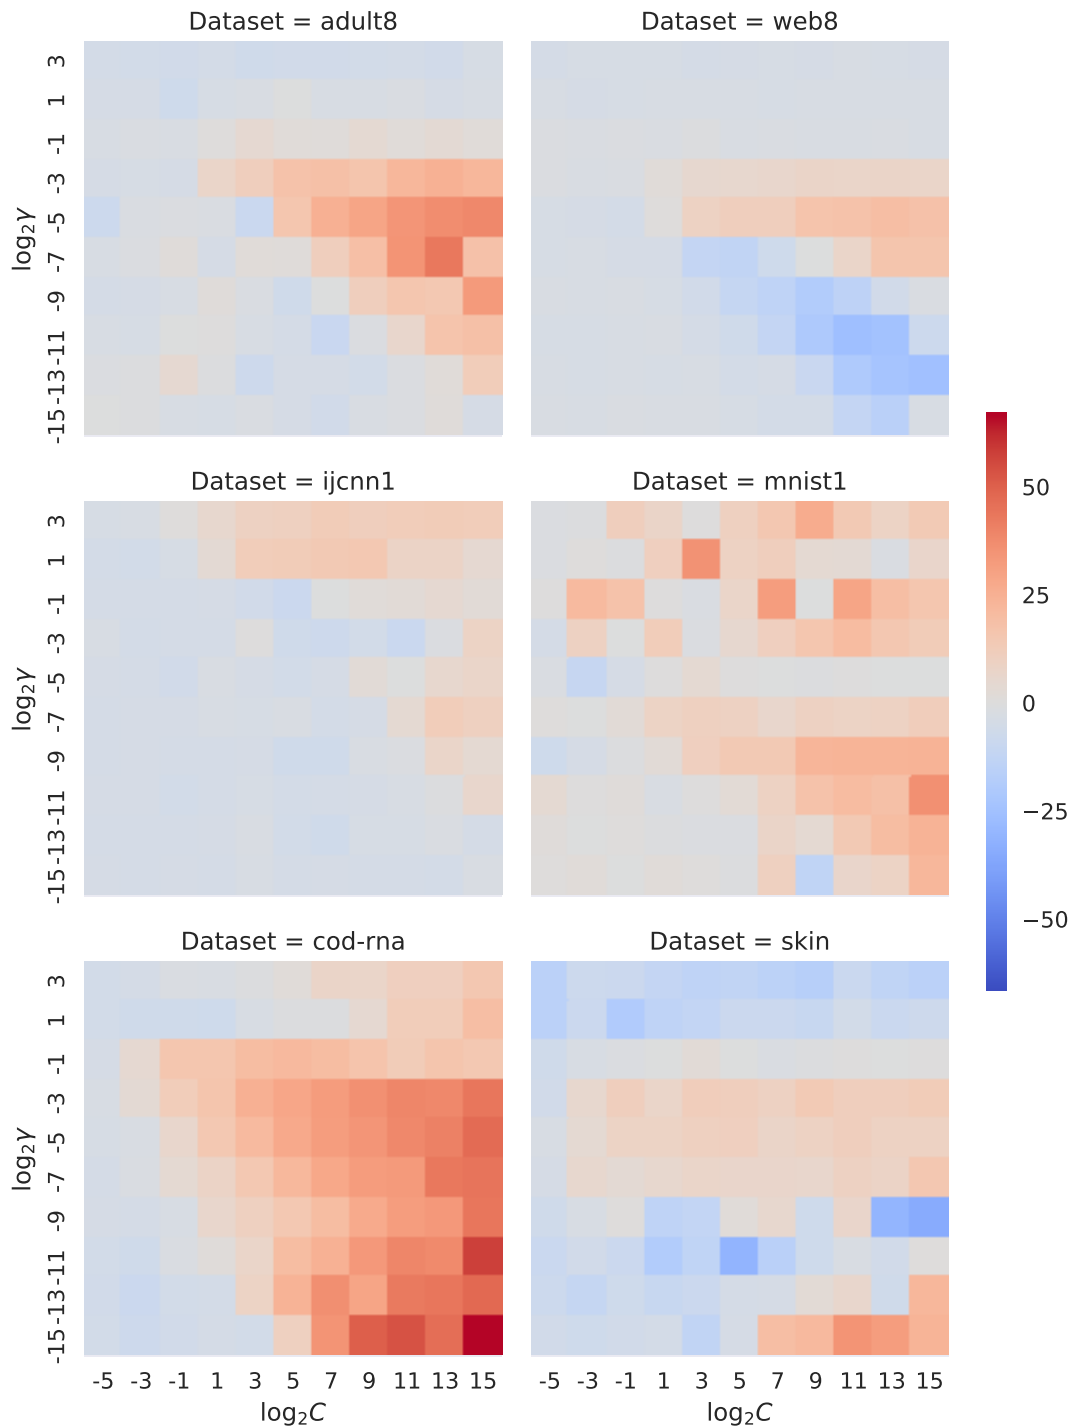 Dataset = adult8
Dataset = web8
3
1
-1
-3
-5
-7
-9
-11
-13
-15
log₂γ
Dataset = ijcnn1
Dataset = mnist1
3
1
-1
-3
-5
-7
-9
-11
-13
-15
log₂γ
50
25
0
−25
−50
Dataset = cod-rna
Dataset = skin
3
1
-1
-3
-5
-7
-9
-11
-13
-15
log₂γ
-5 -3 -1 1 3 5 7 9 11 13 15
-5 -3 -1 1 3 5 7 9 11 13 15
log₂C
log₂C